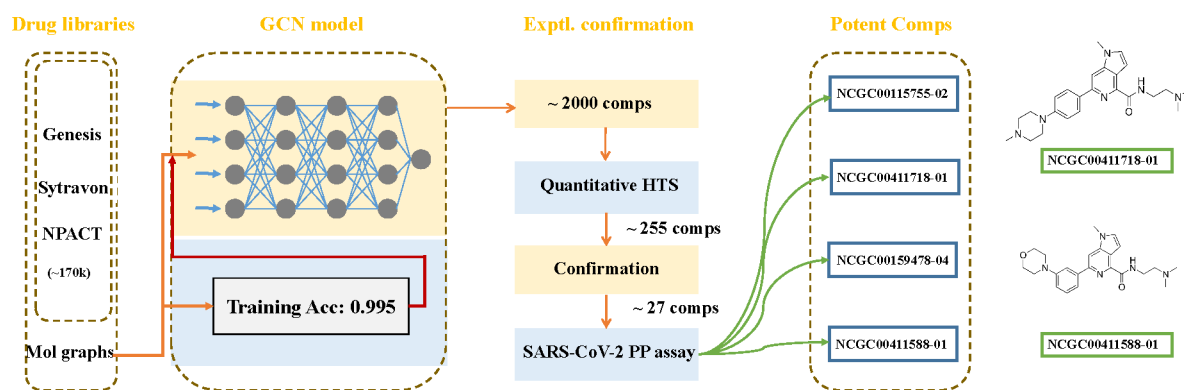 Drug libraries
GCN model
Exptl. confirmation
Potent Comps
Genesis
Sytravon
NPACT
(~170k)
Mol graphs
Training Acc: 0.995
~ 2000 comps
Quantitative HTS
~ 255 comps
Confirmation
~ 27 comps
SARS-CoV-2 PP assay
NCGC00115755-02
NCGC00411718-01
NCGC00159478-04
NCGC00411588-01
N
N
NH
N
N
O
N
N
NCGC00411718-01
N
O
N
N
H
N
N
O
NCGC00411588-01